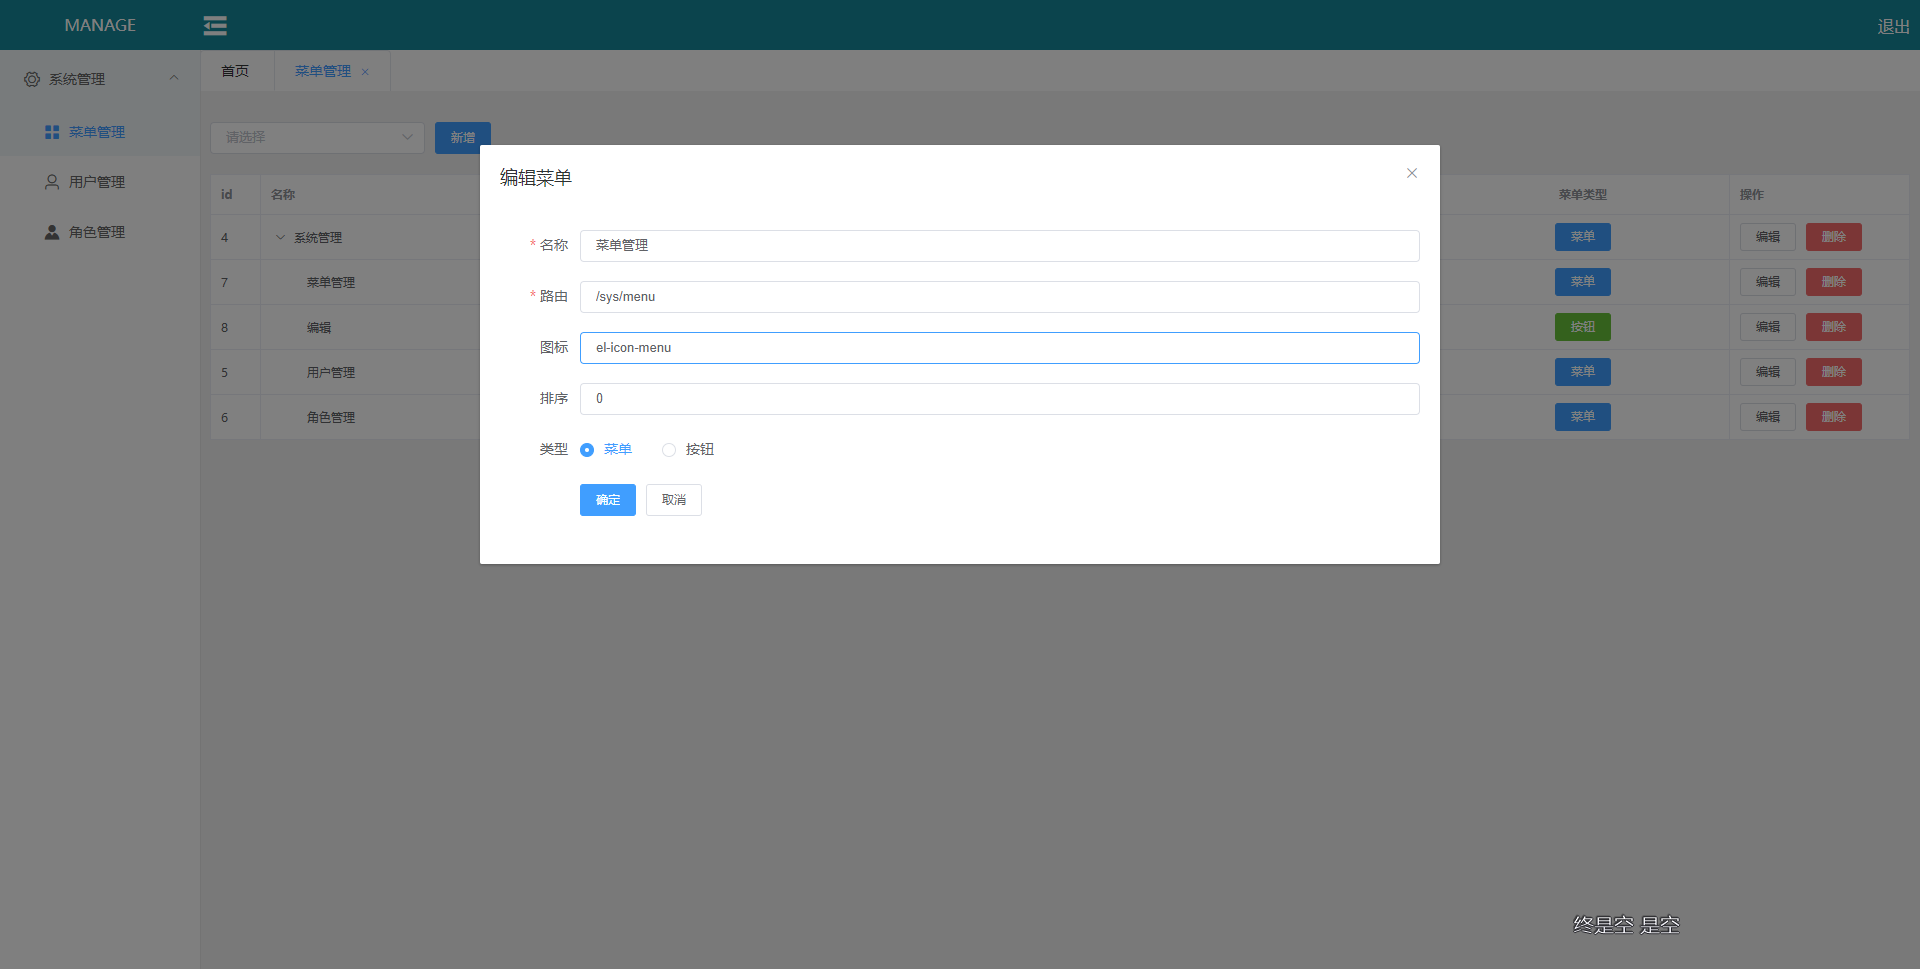 MANAGE
退出
系统管理
菜单管理
用户管理
角色管理
首页
菜单管理
请选择
新增
id 名称 菜单类型 操作
4 系统管理 菜单 编辑 删除
7 菜单管理 菜单 编辑 删除
8 编辑 按钮 编辑 删除
5 用户管理 菜单 编辑 删除
6 角色管理 菜单 编辑 删除
编辑菜单
* 名称 菜单管理
* 路由 /sys/menu
图标 el-icon-menu
排序 0
类型 菜单 按钮
确定 取消
终是空 是空